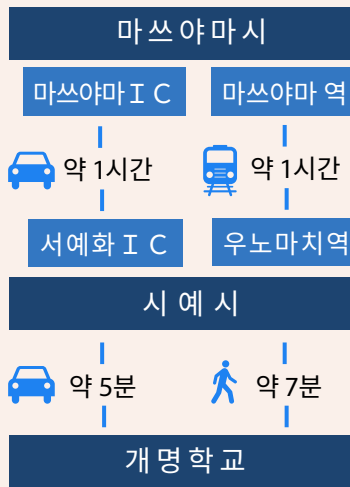 마쓰야마시
마쓰야마ＩＣ 마쓰야마 역
약 1시간 약 1시간
서예화ＩＣ 우노마치역
시예시
약 5분 약 7분
개명학교